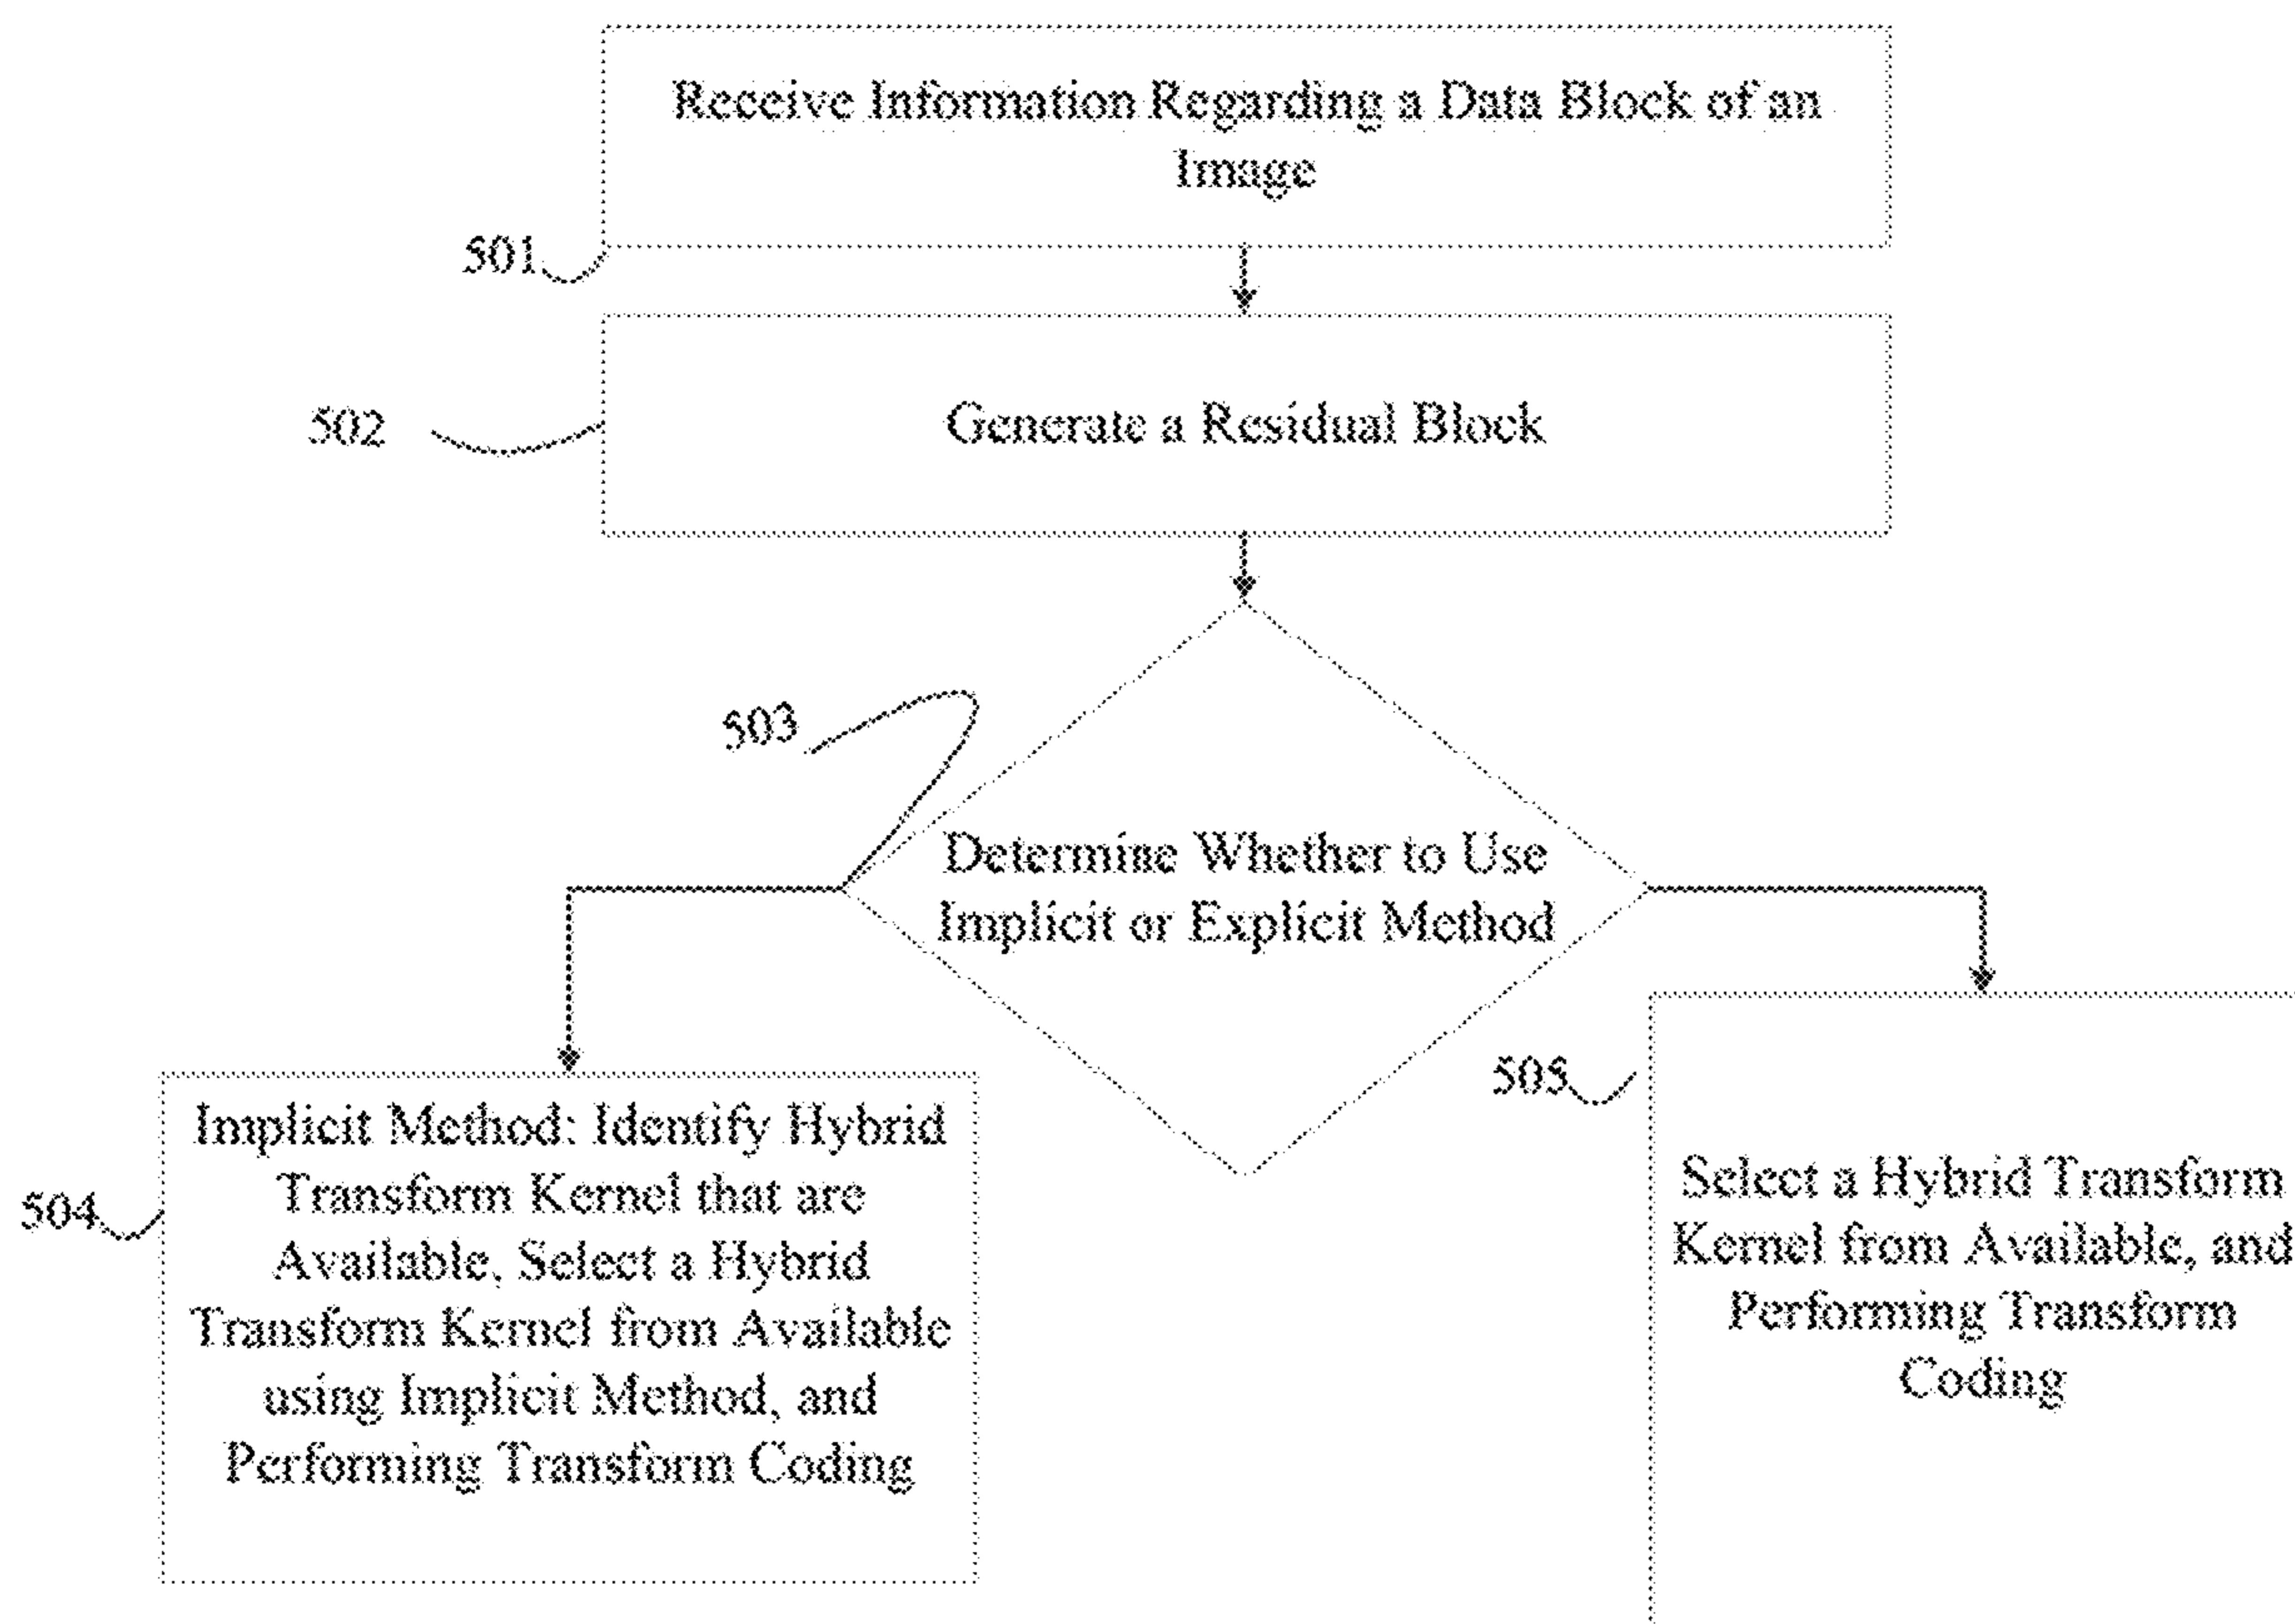 Receive Information Regarding a Data Block of an
Image
501
Generate a Residual Block
502
503
Determine Whether to Use
Implicit or Explicit Method
504
Implicit Method: Identify Hybrid
Transform Kernel that are
Available, Select a Hybrid
Transform Kernel from Available
using Implicit Method, and
Performing Transform Coding
505
Select a Hybrid Transform
Kernel from Available, and
Performing Transform
Coding